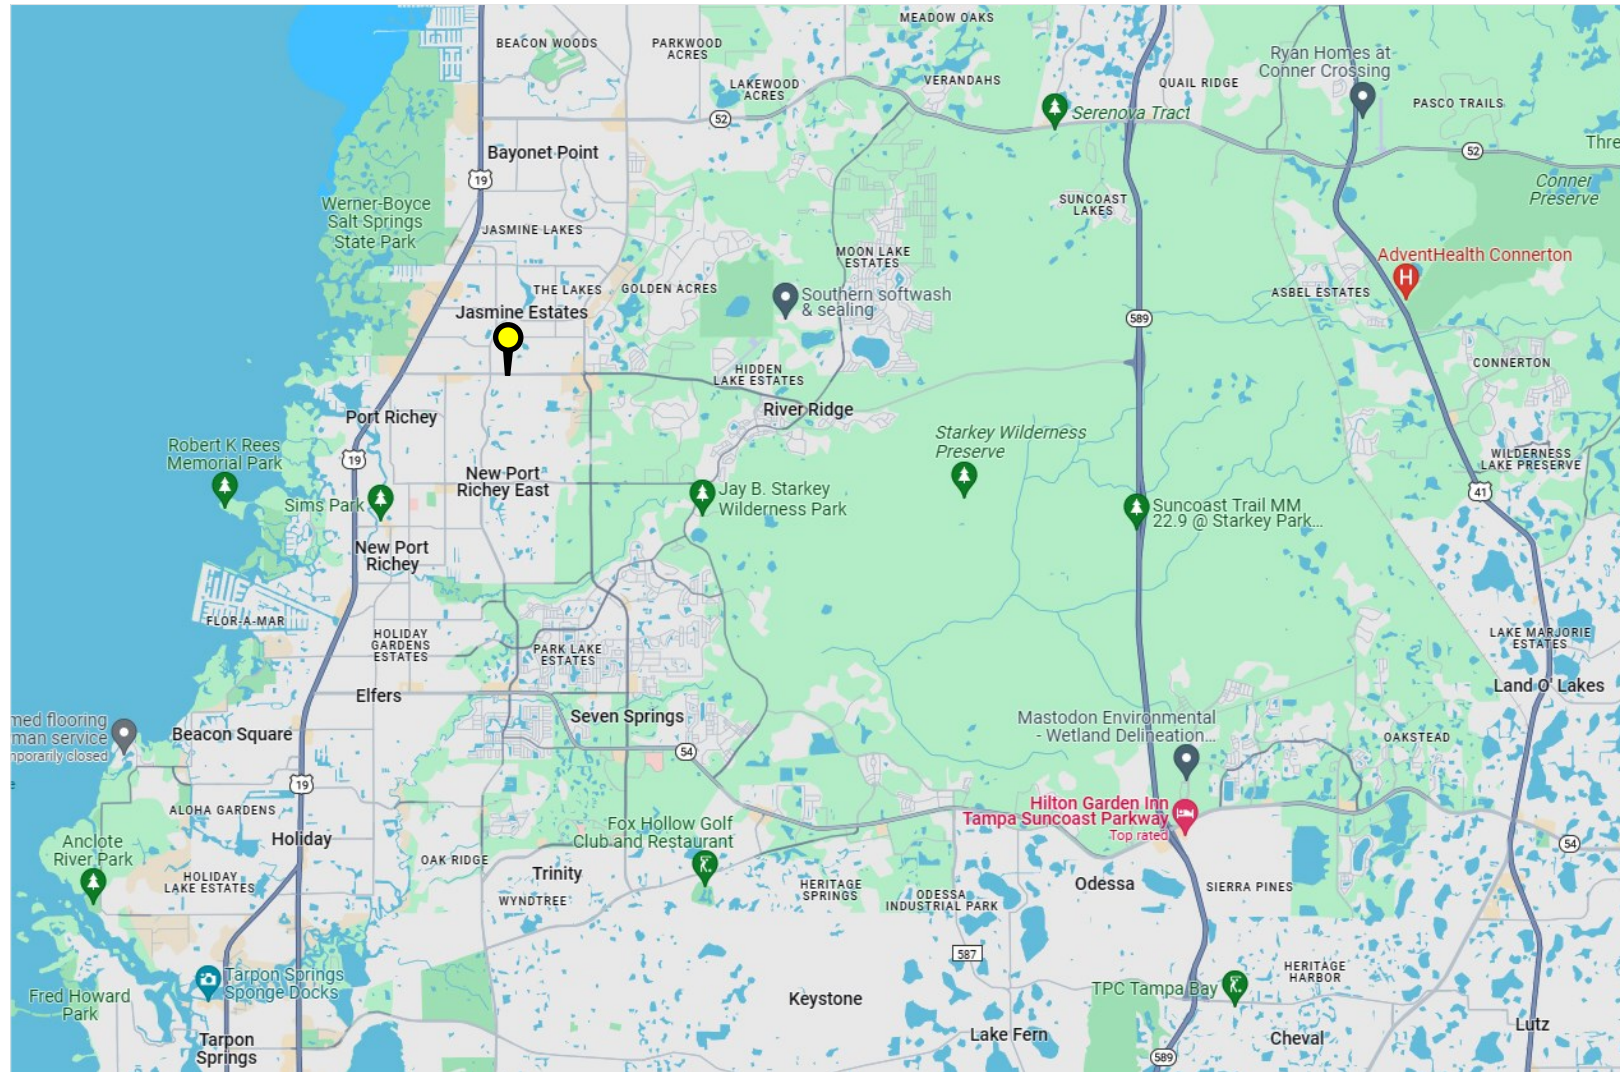 MEADOW OAKS
BEACON WOODS
PARKWOOD
ACRES
Ryan Homes at
Conner Crossing
LAKEWOOD
ACRES
VERANDAHS
QUAIL RIDGE
PASCO TRAILS
52
Serenova Tract
Bayonet Point
52
Thre
19
Conner
Preserve
Werner-Boyce
Salt Springs
State Park
SUNCOAST
LAKES
JASMINE LAKES
MOON LAKE
ESTATES
AdventHealth Connerton
H
THE LAKES
GOLDEN ACRES
Southern softwash
& sealing
ASBEL ESTATES
Jasmine Estates
589
HIDDEN
LAKE ESTATES
CONNERTON
Port Richey
River Ridge
Robert K Rees
Memorial Park
19
Starkey Wilderness
Preserve
WILDERNESS
LAKE PRESERVE
New Port
Richey East
Sims Park
Jay B. Starkey
Wilderness Park
Suncoast Trail MM
22.9 @ Starkey Park...
41
New Port
Richey
FLOR-A-MAR
HOLIDAY
GARDENS
ESTATES
PARK LAKE
ESTATES
LAKE MARJORIE
ESTATES
Elfers
Land O' Lakes
med flooring
man service
mporarily closed
Beacon Square
Seven Springs
54
Mastodon Environmental
- Wetland Delineation...
OAKSTEAD
19
ALOHA GARDENS
Hilton Garden Inn
Tampa Suncoast Parkway
Top rated
Holiday
Fox Hollow Golf
Club and Restaurant
54
Anclote
River Park
OAK RIDGE
Trinity
HOLIDAY
LAKE ESTATES
WYNDTREE
HERITAGE
SPRINGS
ODESSA
INDUSTRIAL PARK
Odessa
SIERRA PINES
587
Tarpon Springs
Sponge Docks
HERITAGE
HARBOR
Fred Howard
Park
Keystone
TPC Tampa Bay
Tarpon
Springs
Lake Fern
Cheval
Lutz
589